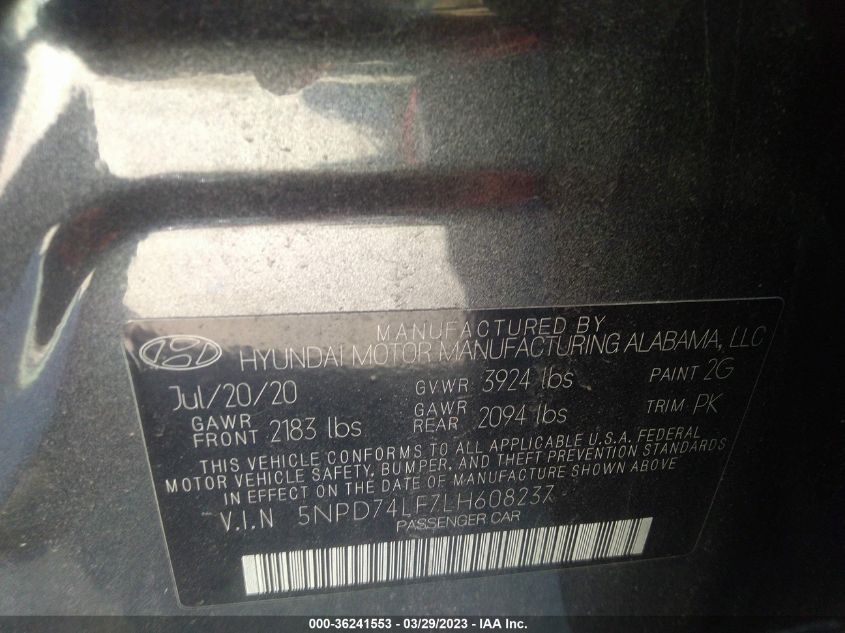 MANUFACTURED BY
HYUNDAI MOTOR MANUFACTURING ALABAMA, LLC
Jul/20/20 GVWR 3924 lbs PAINT 2G
GAWR FRONT 2183 lbs GAWR REAR 2094 lbs TRIM PK
THIS VEHICLE CONFORMS TO ALL APPLICABLE U.S.A. FEDERAL
MOTOR VEHICLE SAFETY, BUMPER, AND THEFT PREVENTION STANDARDS
IN EFFECT ON THE DATE OF MANUFACTURE SHOWN ABOVE
V.I.N 5NPD74LF7LH608237
PASSENGER CAR
000-36241553 — 03/29/2023 — IAA Inc.